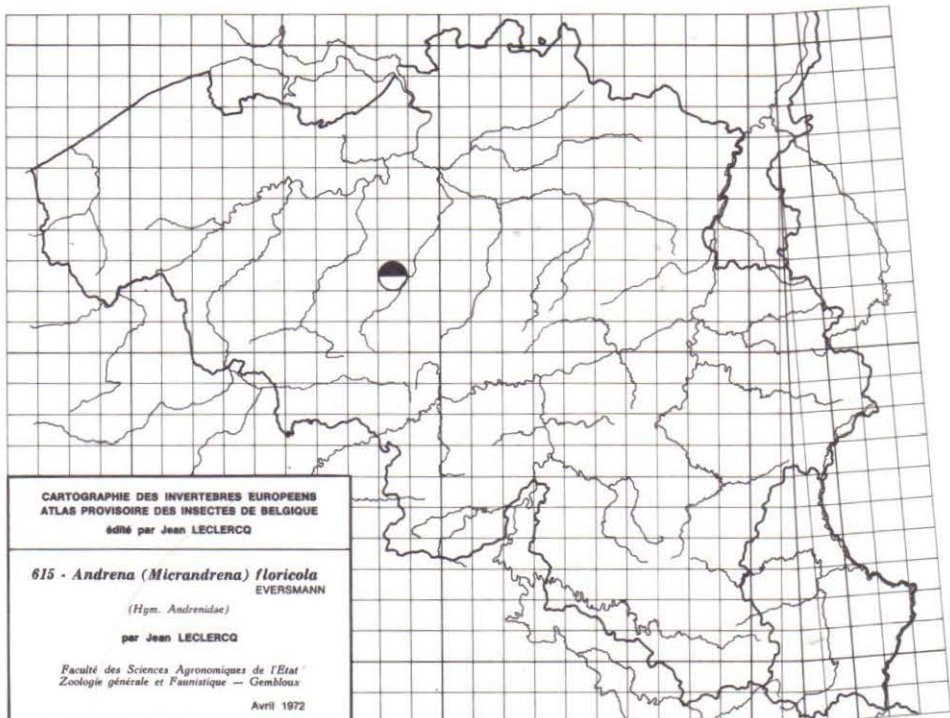 CARTOGRAPHIE DES INVERTEBRES EUROPEENS
ATLAS PROVISOIRE DES INSECTES DE BELGIQUE
édité par Jean LECLERCQ
615 - Andrena (Micrandrena) floricola
EVERSMANN
(Hym. Andrenidae)
par Jean LECLERCQ
Faculté des Sciences Agronomiques de l'Etat
Zoologie générale et Faunistique — Gembloux
Avril 1972